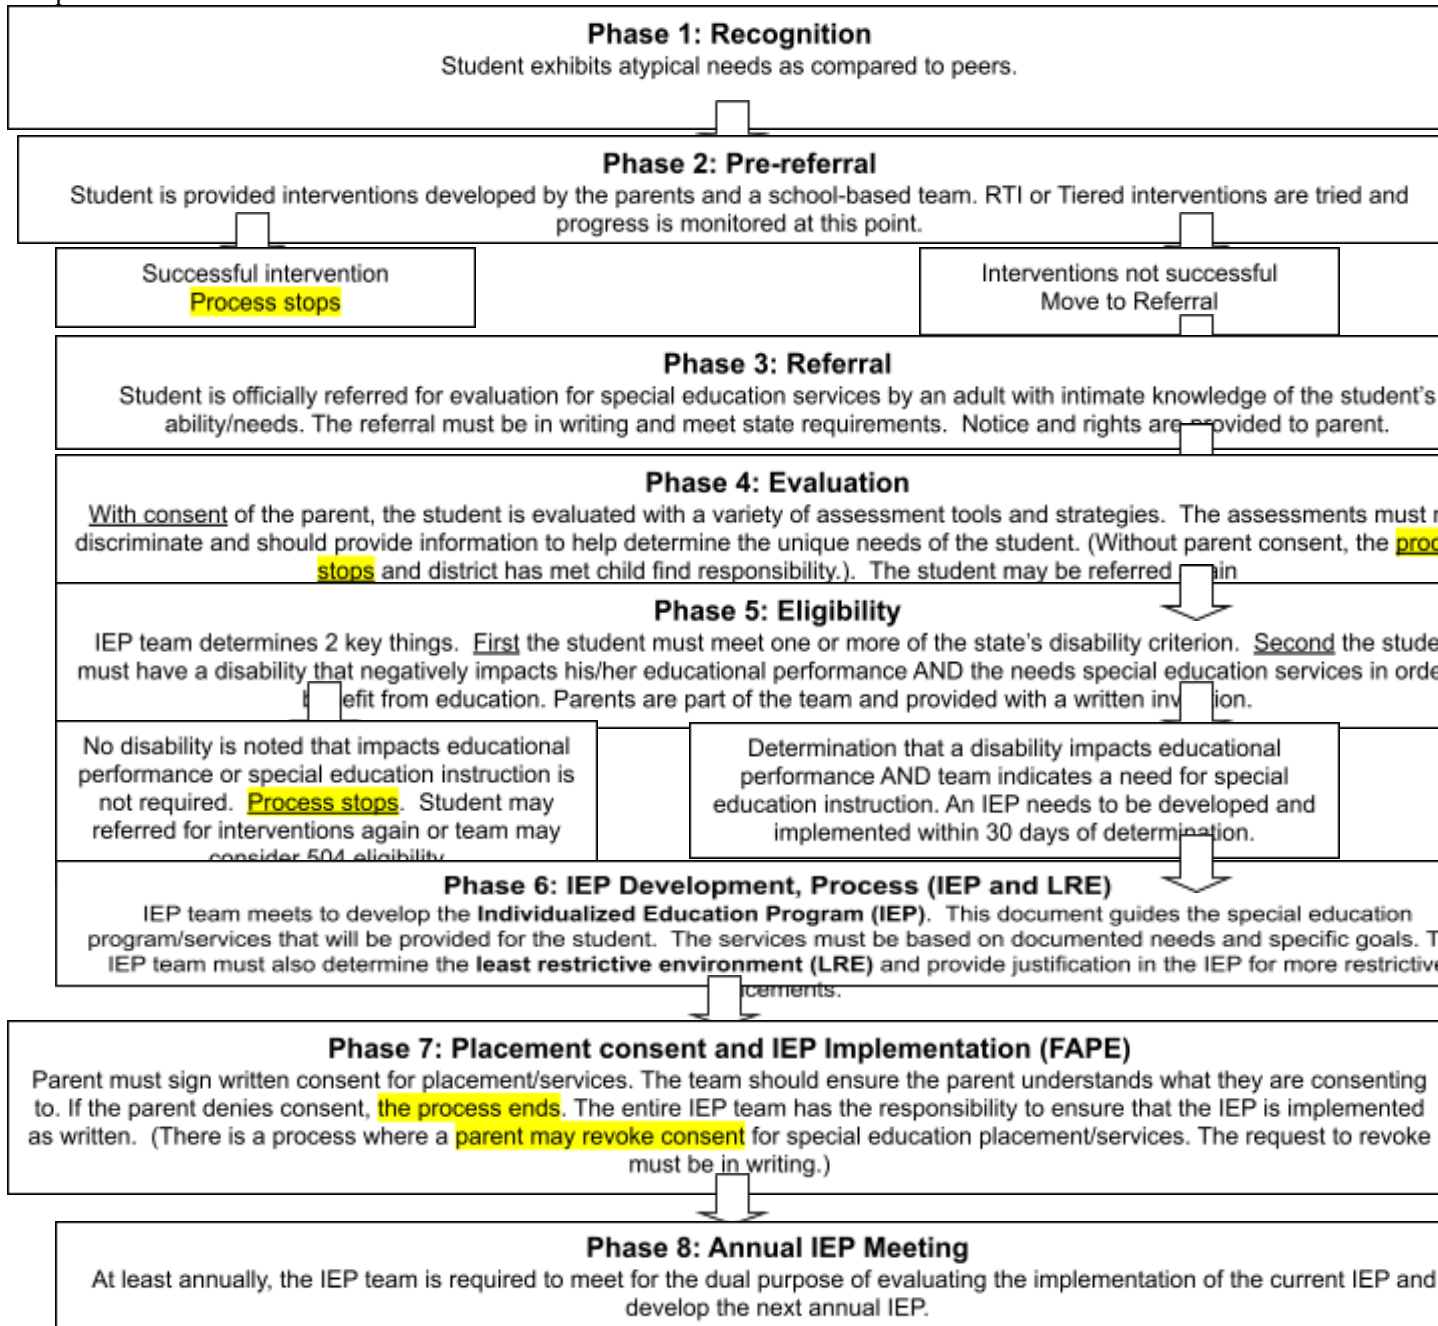 Phase 1: Recognition
Student exhibits atypical needs as compared to peers.
Phase 2: Pre-referral
Student is provided interventions developed by the parents and a school-based team. RTI or Tiered interventions are tried and
progress is monitored at this point.
Successful intervention
Process stops
Interventions not successful
Move to Referral
Phase 3: Referral
Student is officially referred for evaluation for special education services by an adult with intimate knowledge of the student's
ability/needs. The referral must be in writing and meet state requirements. Notice and rights are provided to parent.
Phase 4: Evaluation
With consent of the parent, the student is evaluated with a variety of assessment tools and strategies. The assessments must
discriminate and should provide information to help determine the unique needs of the student. (Without parent consent, the
stops and district has met child find responsibility.). The student may be referred
Phase 5: Eligibility
IEP team determines 2 key things. First the student must meet one or more of the state's disability criterion. Second the
must have a disability that negatively impacts his/her educational performance AND the needs special education services in
efit from education. Parents are part of the team and provided with a written
No disability is noted that impacts educational
performance or special education instruction is
not required. Process stops. Student may
referred for interventions again or team may
consider 504 eligibility
Determination that a disability impacts educational
performance AND team indicates a need for special
education instruction. An IEP needs to be developed and
implemented within 30 days of determination.
Phase 6: IEP Development, Process (IEP and LRE)
IEP team meets to develop the Individualized Education Program (IEP). This document guides the special education
program/services that will be provided for the student. The services must be based on documented needs and specific goals.
IEP team must also determine the least restrictive environment (LRE) and provide justification in the IEP for more restrictive
cements.
Phase 7: Placement consent and IEP Implementation (FAPE)
Parent must sign written consent for placement/services. The team should ensure the parent understands what they are consenting
to. If the parent denies consent, the process ends. The entire IEP team has the responsibility to ensure that the IEP is implemented
as written. (There is a process where a parent may revoke consent for special education placement/services. The request to revoke
must be in writing.)
Phase 8: Annual IEP Meeting
At least annually, the IEP team is required to meet for the dual purpose of evaluating the implementation of the current IEP and
develop the next annual IEP.